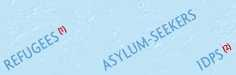 REFUGEES (1)
ASYLUM-SEEKERS
IDPS (2)